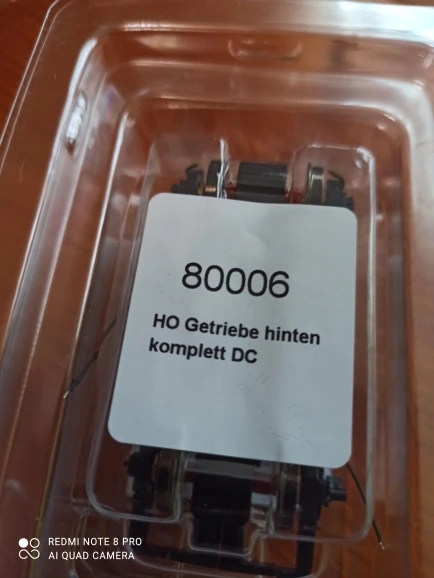 80006
HO Getriebe hinten
komplett DC
REDMI NOTE 8 PRO
AI QUAD CAMERA